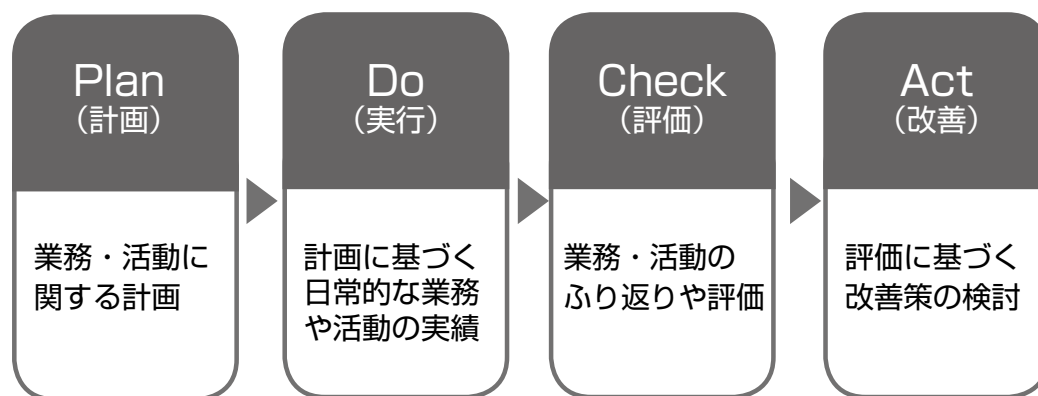 Plan
（計画）
業務・活動に
関する計画
Do
（実行）
計画に基づく
日常的な業務
や活動の実績
Check
（評価）
業務・活動の
ふり返りや評価
Act
（改善）
評価に基づく
改善策の検討